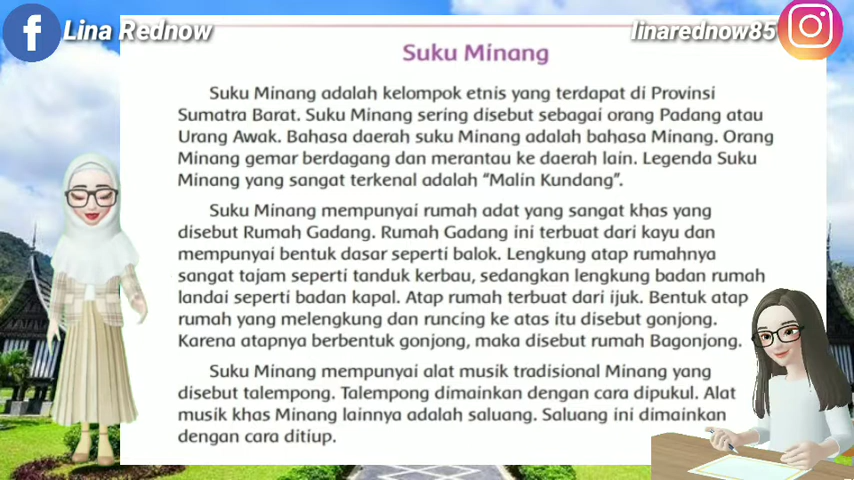 Lina Rednow
linarednow85
Suku Minang
Suku Minang adalah kelompok etnis yang terdapat di Provinsi
Sumatra Barat. Suku Minang sering disebut sebagai orang Padang atau
Urang Awak. Bahasa daerah suku Minang adalah bahasa Minang. Orang
Minang gemar berdagang dan merantau ke daerah lain. Legenda Suku
Minang yang sangat terkenal adalah “Malin Kundang”.
Suku Minang mempunyai rumah adat yang sangat khas yang
disebut Rumah Gadang. Rumah Gadang ini terbuat dari kayu dan
mempunyai bentuk dasar seperti balok. Lengkung atap rumahnya
sangat tajam seperti tanduk kerbau, sedangkan lengkung badan rumah
landai seperti badan kapal. Atap rumah terbuat dari ijuk. Bentuk atap
rumah yang melengkung dan runcing ke atas itu disebut gonjong.
Karena atapnya berbentuk gonjong, maka disebut rumah Bagonjong.
Suku Minang mempunyai alat musik tradisional Minang yang
disebut talempong. Talempong dimainkan dengan cara dipukul. Alat
musik khas Minang lainnya adalah saluang. Saluang ini dimainkan
dengan cara ditiup.